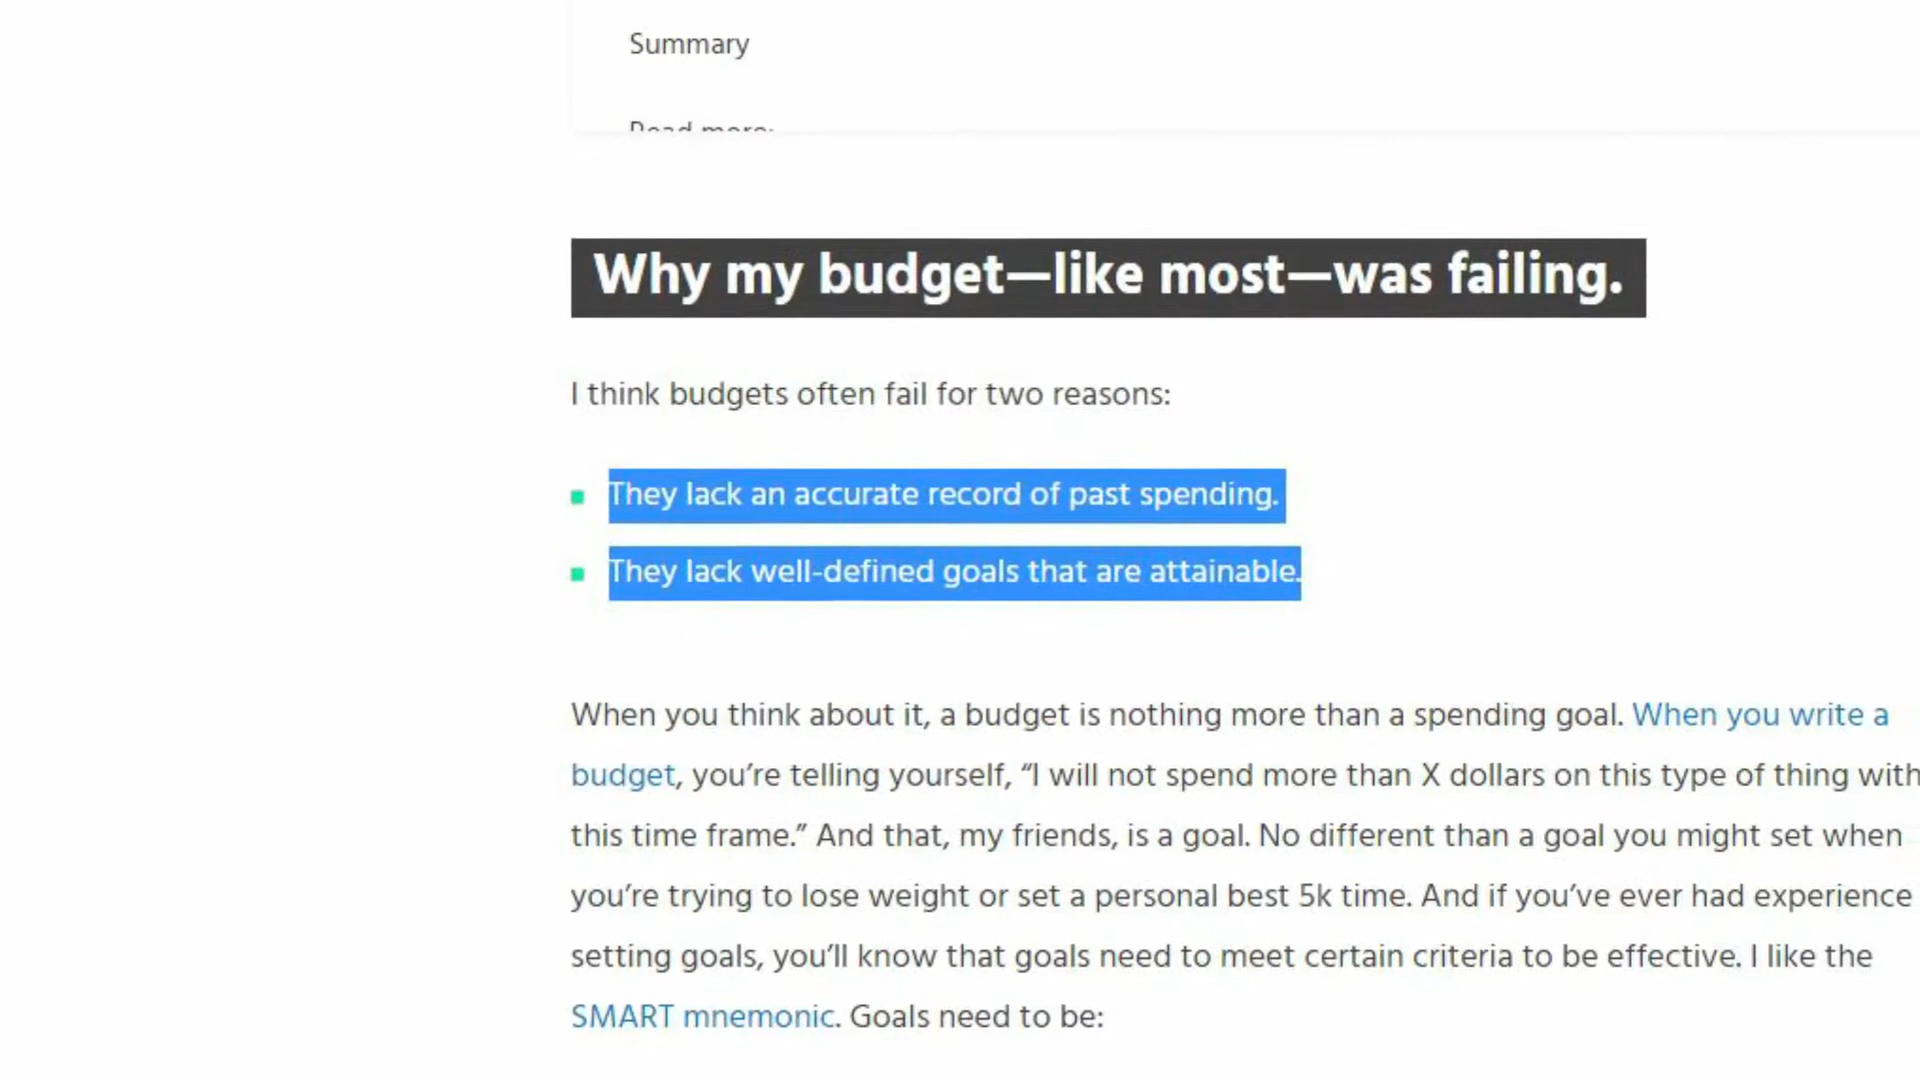 Summary
Read more:
Why my budget—like most—was failing.
I think budgets often fail for two reasons:
They lack an accurate record of past spending.
They lack well-defined goals that are attainable.
When you think about it, a budget is nothing more than a spending goal. When you write a
budget, you’re telling yourself, “I will not spend more than X dollars on this type of thing with
this time frame.” And that, my friends, is a goal. No different than a goal you might set when
you’re trying to lose weight or set a personal best 5k time. And if you’ve ever had experience
setting goals, you’ll know that goals need to meet certain criteria to be effective. I like the
SMART mnemonic. Goals need to be: